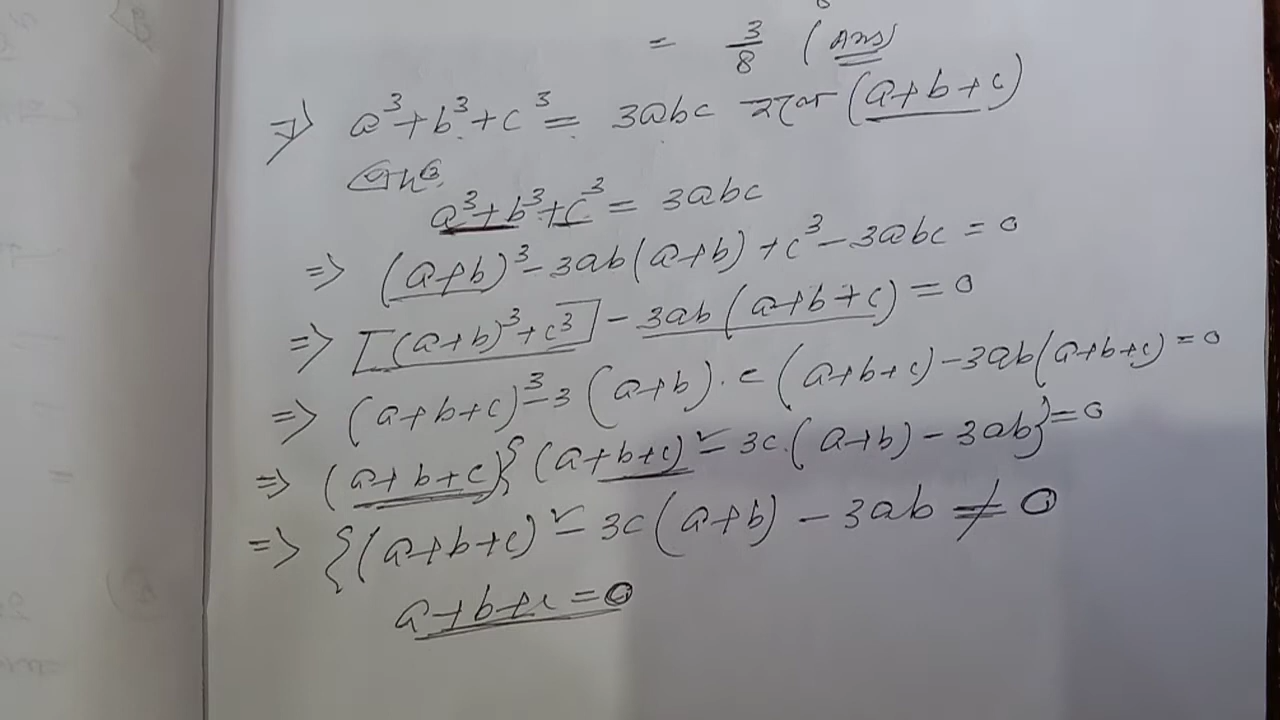 = 3/8 (Ans)
=> a³+b³+c³ = 3abc হলে (a+b+c)
a³+b³+c³ = 3abc
=> (a+b)³-3ab(a+b)+c³-3abc = 0
=> [(a+b)³+c³]-3ab(a+b+c) = 0
=> (a+b+c)³-3(a+b).c(a+b+c)-3ab(a+b+c) = 0
=> (a+b+c){(a+b+c)²-3c.(a+b)-3ab} = 0
=> {(a+b+c)²-3c(a+b)-3ab ≠ 0
a+b+c = 0